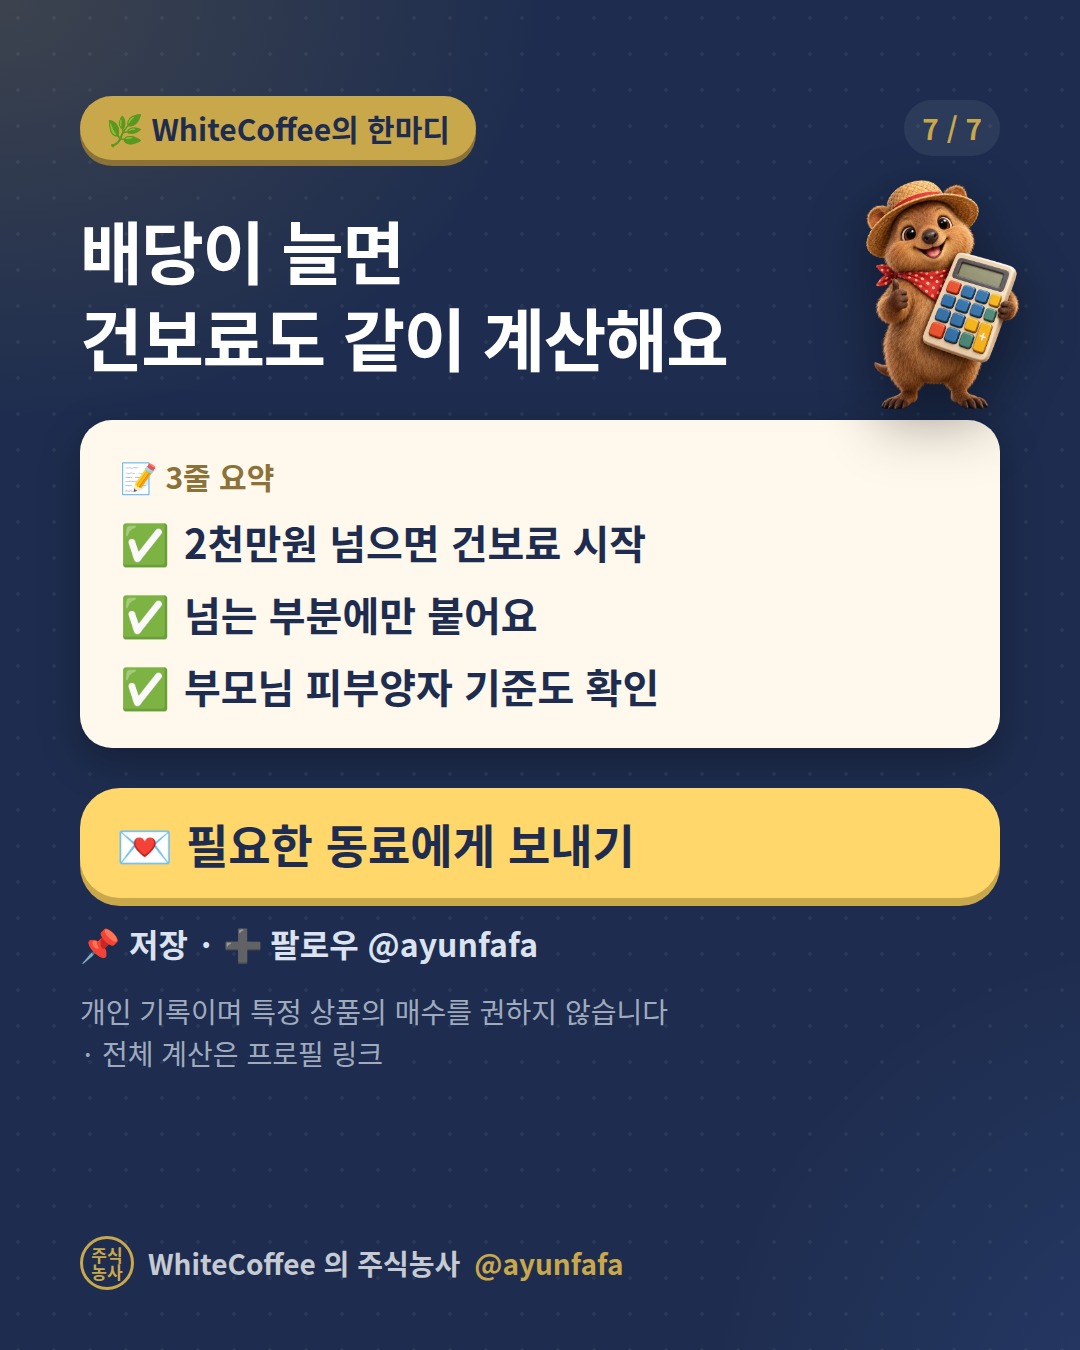 🌿 WhiteCoffee의 한마디
7 / 7
배당이 늘면
건보료도 같이 계산해요
📝 3줄 요약
✅ 2천만원 넘으면 건보료 시작
✅ 넘는 부분에만 붙어요
✅ 부모님 피부양자 기준도 확인
💌 필요한 동료에게 보내기
📌 저장 · ➕ 팔로우 @ayunfafa
개인 기록이며 특정 상품의 매수를 권하지 않습니다
· 전체 계산은 프로필 링크
주식
농사
WhiteCoffee 의 주식농사 @ayunfafa